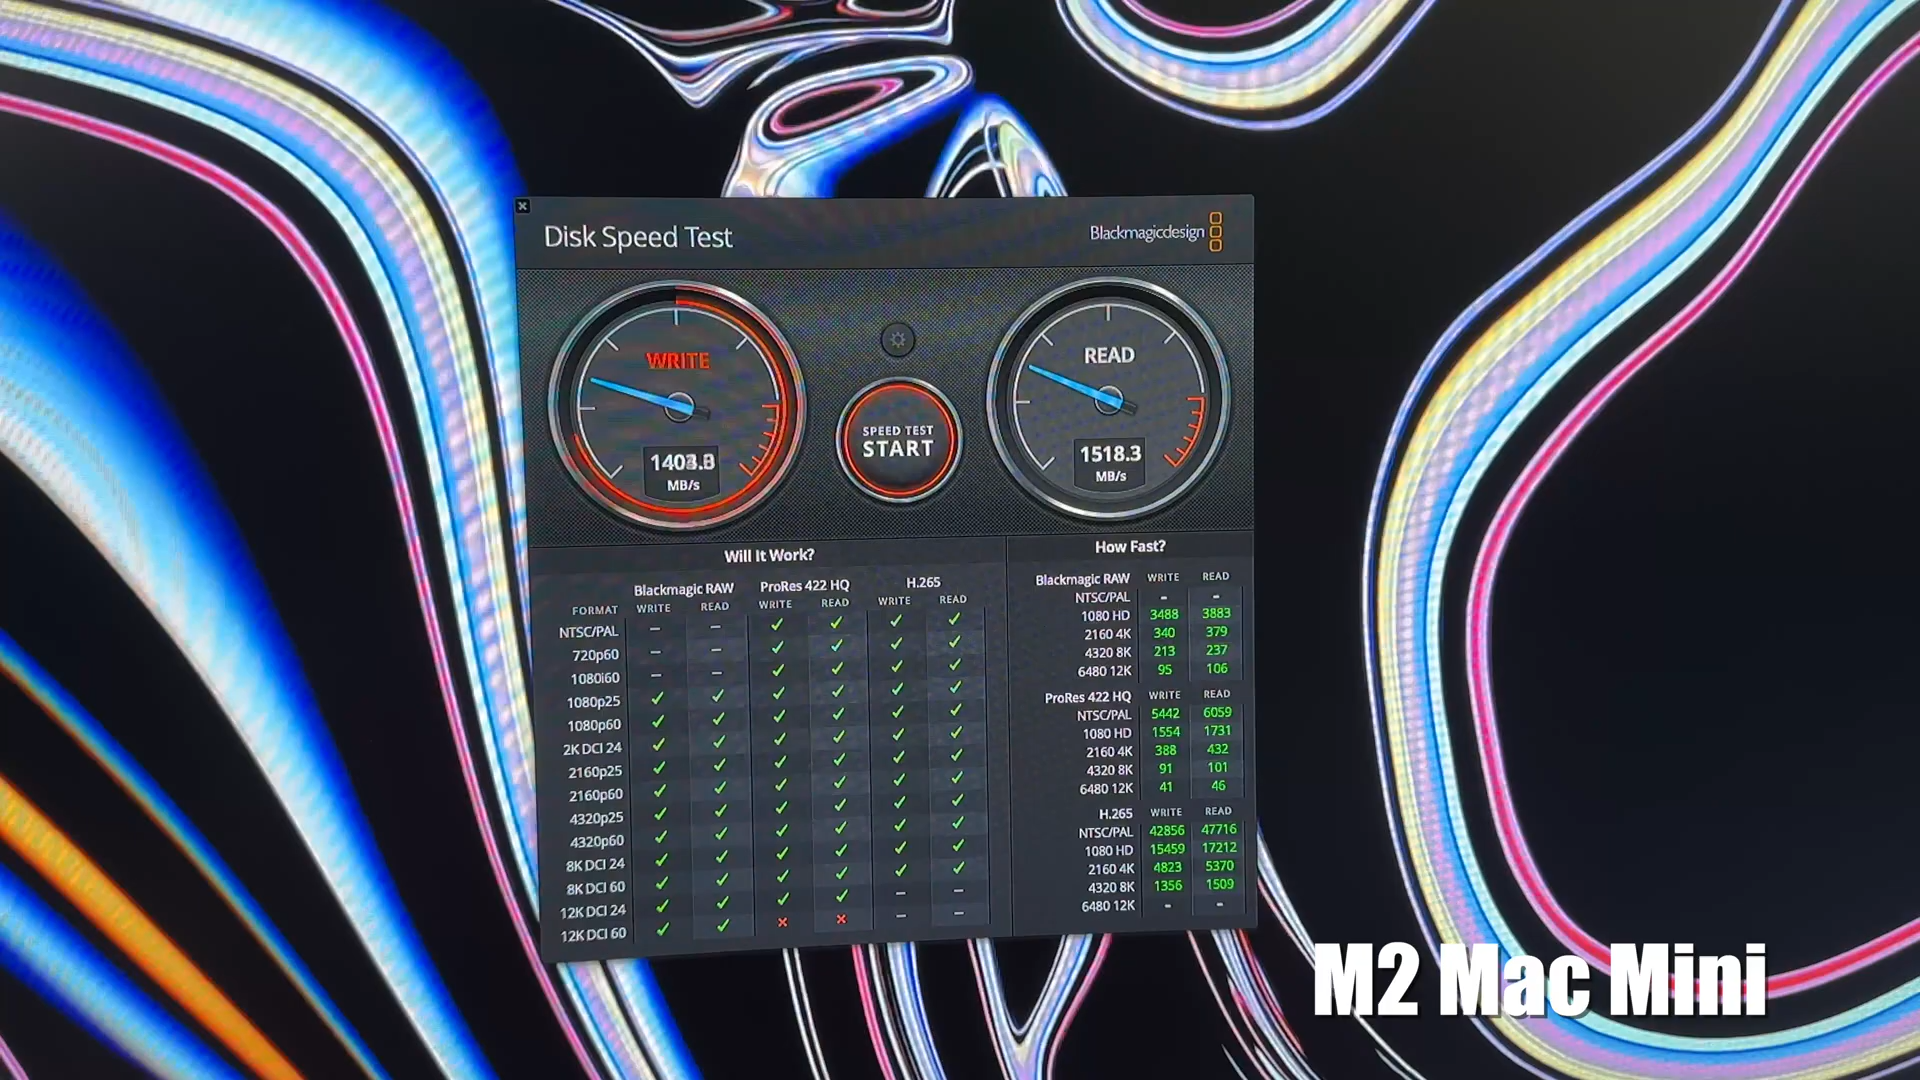 Disk Speed Test
Blackmagicdesign
WRITE
MB/s
SPEED TEST
START
READ
1518.3
MB/s
Will It Work?
Blackmagic RAW ProRes 422 HQ H.265
FORMAT WRITE READ WRITE READ WRITE READ
NTSC/PAL – – ✓ ✓ ✓ ✓
720p60 – – ✓ ✓ ✓ ✓
1080i60 – – ✓ ✓ ✓ ✓
1080p25 ✓ ✓ ✓ ✓ ✓ ✓
1080p60 ✓ ✓ ✓ ✓ ✓ ✓
2K DCI 24 ✓ ✓ ✓ ✓ ✓ ✓
2160p25 ✓ ✓ ✓ ✓ ✓ ✓
2160p60 ✓ ✓ ✓ ✓ ✓ ✓
4320p25 ✓ ✓ ✓ ✓ ✓ ✓
4320p60 ✓ ✓ ✓ ✓ ✓ ✓
8K DCI 24 ✓ ✓ ✓ ✓ ✓ ✓
8K DCI 60 ✓ ✓ ✓ ✓ ✓ ✓
12K DCI 24 ✓ ✓ ✓ ✓ – –
12K DCI 60 ✓ ✓ × × – –
How Fast?
Blackmagic RAW WRITE READ
NTSC/PAL - -
1080 HD 3488 3883
2160 4K 340 379
4320 8K 213 237
6480 12K 95 106
ProRes 422 HQ WRITE READ
NTSC/PAL 5442 6059
1080 HD 1554 1731
2160 4K 388 432
4320 8K 91 101
6480 12K 41 46
H.265 WRITE READ
NTSC/PAL 42856 47716
1080 HD 15459 17212
2160 4K 4823 5370
4320 8K 1356 1509
6480 12K - -
M2 Mac Mini